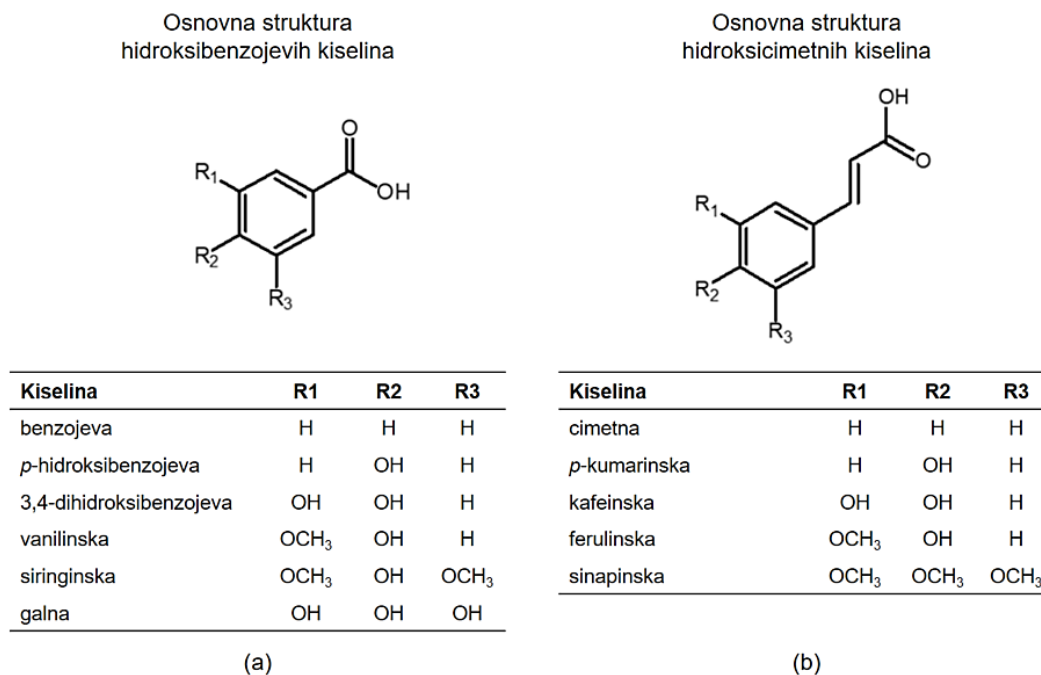 Osnovna struktura
hidroksibenzojevih kiselina
O
OH
R1
R2
R3
Kiselina R1 R2 R3
benzojeva H H H
p-hidroksibenzojeva H OH H
3,4-dihidroksibenzojeva OH OH H
vanilinska OCH3 OH H
siringinska OCH3 OH OCH3
galna OH OH OH
(a)
Osnovna struktura
hidroksicimetnih kiselina
OH
O
R1
R2
R3
Kiselina R1 R2 R3
cimetna H H H
p-kumarinska H OH H
kafeinska OH OH H
ferulinska OCH3 OH H
sinapinska OCH3 OCH3 OCH3
(b)